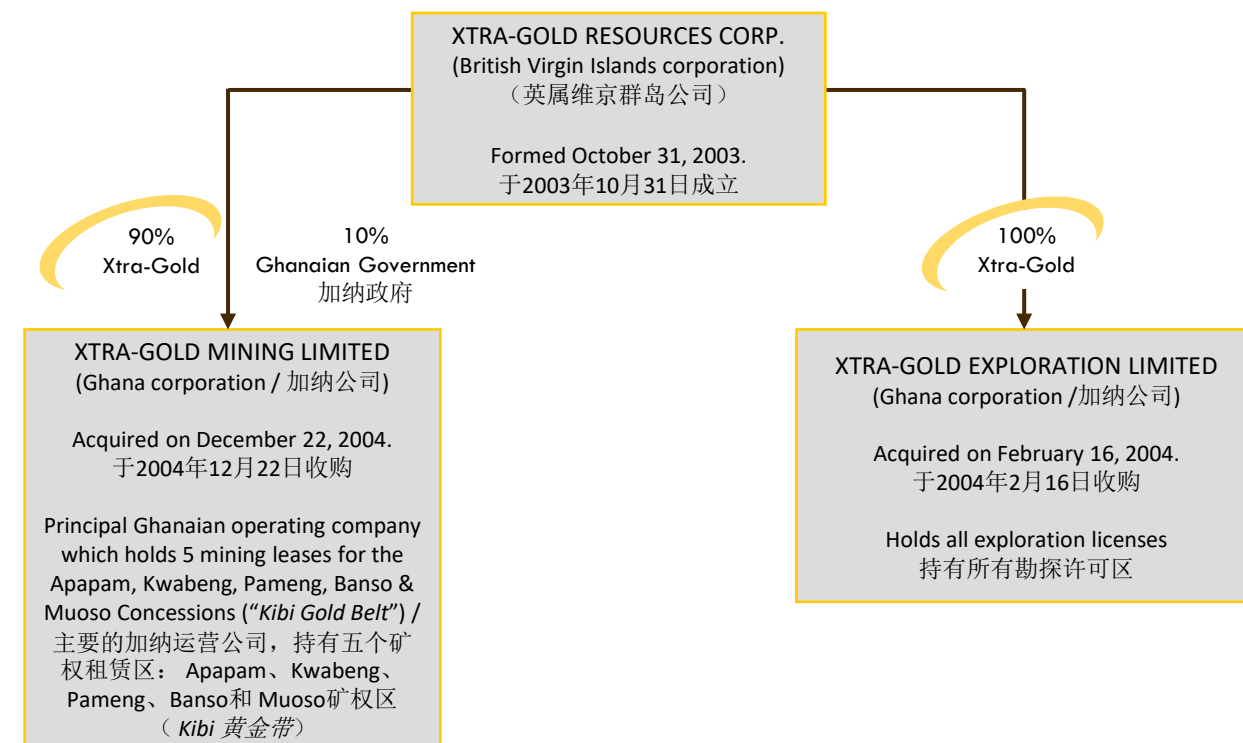 XTRA-GOLD RESOURCES CORP.
(British Virgin Islands corporation)
（英属维京群岛公司）
Formed October 31, 2003.
于2003年10月31日成立
90%
Xtra-Gold
10%
Ghanaian Government
加纳政府
100%
Xtra-Gold
XTRA-GOLD MINING LIMITED
(Ghana corporation / 加纳公司)
Acquired on December 22, 2004.
于2004年12月22日收购
Principal Ghanaian operating company
which holds 5 mining leases for the
Apapam, Kwabeng, Pameng, Banso &
Muoso Concessions (“Kibi Gold Belt”) /
主要的加纳运营公司，持有五个矿
权租赁区： Apapam、Kwabeng、
Pameng、Banso和 Muoso矿权区
（ Kibi 黄金带）
XTRA-GOLD EXPLORATION LIMITED
(Ghana corporation /加纳公司)
Acquired on February 16, 2004.
于2004年2月16日收购
Holds all exploration licenses
持有所有勘探许可区